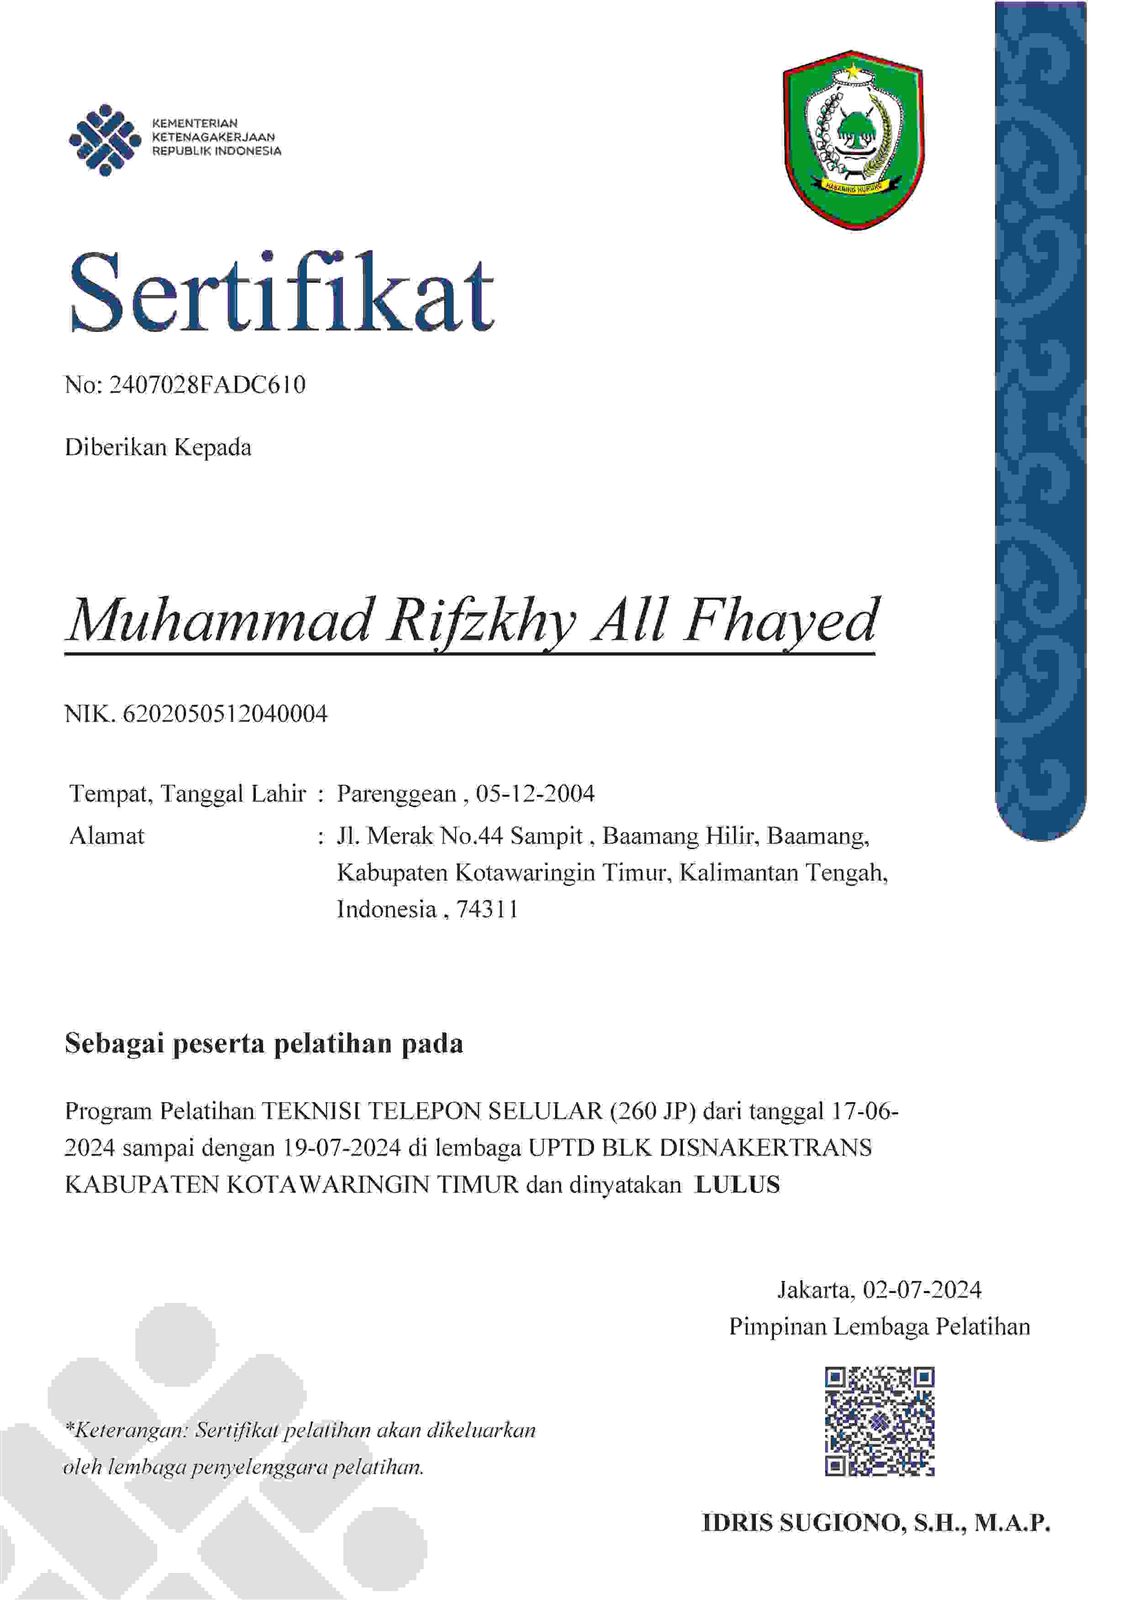 KEMENTERIAN
KETENAGAKERJAAN
REPUBLIK INDONESIA
HABARING HURUNG
Sertifikat
No: 2407028FADC610
Diberikan Kepada
Muhammad Rifzkhy All Fhayed
NIK. 6202050512040004
Tempat, Tanggal Lahir : Parenggean , 05-12-2004
Alamat : Jl. Merak No.44 Sampit , Baamang Hilir, Baamang,
Kabupaten Kotawaringin Timur, Kalimantan Tengah,
Indonesia , 74311
Sebagai peserta pelatihan pada
Program Pelatihan TEKNISI TELEPON SELULAR (260 JP) dari tanggal 17-06-
2024 sampai dengan 19-07-2024 di lembaga UPTD BLK DISNAKERTRANS
KABUPATEN KOTAWARINGIN TIMUR dan dinyatakan LULUS
Jakarta, 02-07-2024
Pimpinan Lembaga Pelatihan
*Keterangan: Sertifikat pelatihan akan dikeluarkan
oleh lembaga penyelenggara pelatihan.
IDRIS SUGIONO, S.H., M.A.P.